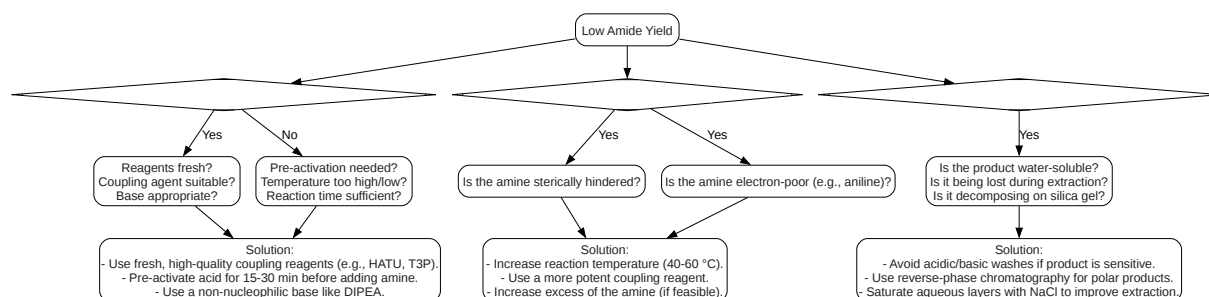 Low Amide Yield
Yes
No
Yes
Yes
Yes
Reagents fresh?
Coupling agent suitable?
Base appropriate?
Pre-activation needed?
Temperature too high/low?
Reaction time sufficient?
Is the amine sterically hindered?
Is the amine electron-poor (e.g., aniline)?
Is the product water-soluble?
Is it being lost during extraction?
Is it decomposing on silica gel?
Solution:
- Use fresh, high-quality coupling reagents (e.g., HATU, T3P).
- Pre-activate acid for 15-30 min before adding amine.
- Use a non-nucleophilic base like DIPEA.
Solution:
- Increase reaction temperature (40-60 °C).
- Use a more potent coupling reagent.
- Increase excess of the amine (if feasible).
Solution:
- Avoid acidic/basic washes if product is sensitive.
- Use reverse-phase chromatography for polar products.
- Saturate aqueous layers with NaCl to improve extraction.